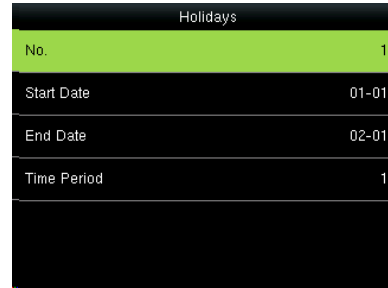 Holidays
No. 1
Start Date 01-01
End Date 02-01
Time Period 1